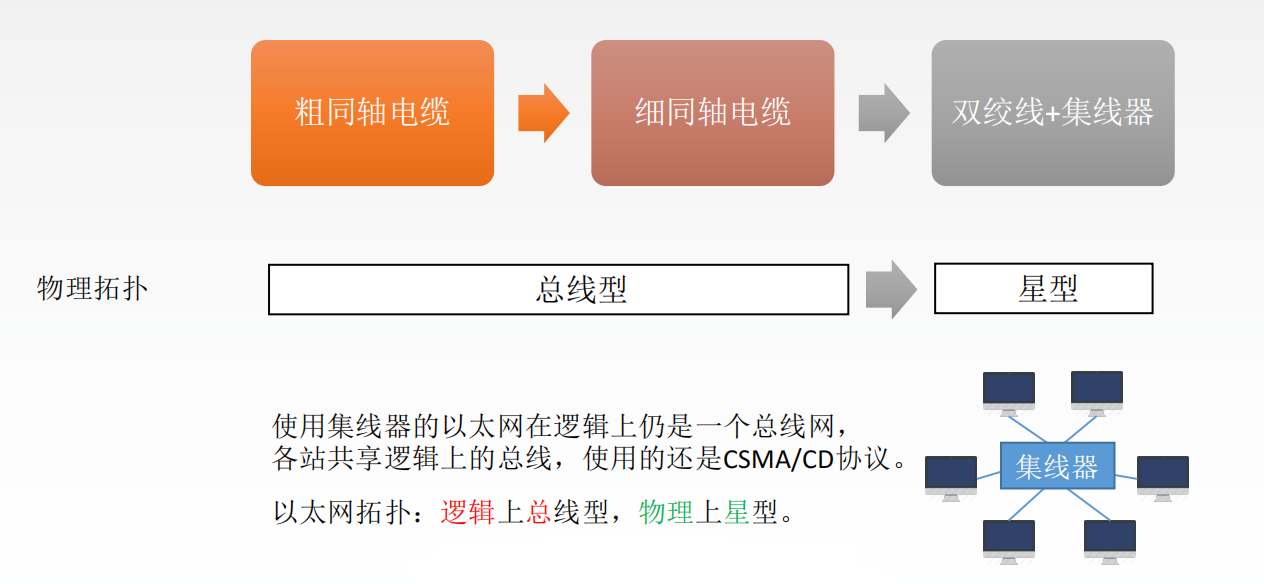 粗同轴电缆
细同轴电缆
双绞线+集线器
物理拓扑
总线型
星型
使用集线器的以太网在逻辑上仍是一个总线网，
各站共享逻辑上的总线，使用的还是CSMA/CD协议。
集线器
以太网拓扑：逻辑上总线型，物理上星型。